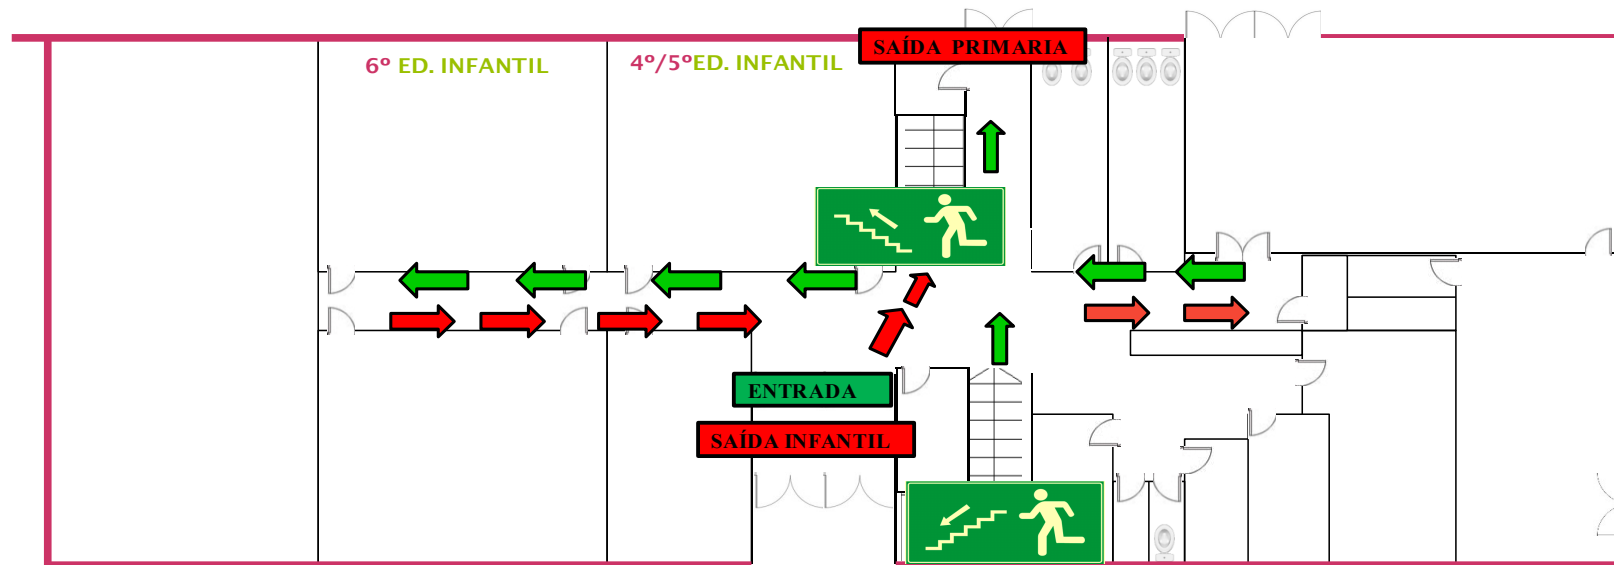 SAÍDA PRIMARIA
6º ED. INFANTIL
4º/5ºED. INFANTIL
ENTRADA
SAÍDA INFANTIL